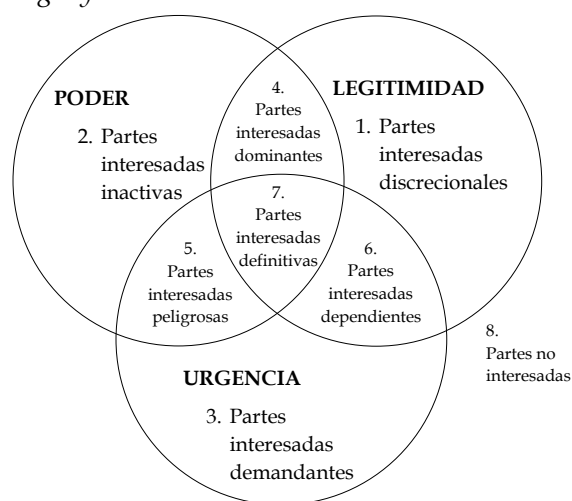 PODER
2. Partes
interesadas
inactivas
4.
Partes
interesadas
dominantes
LEGITIMIDAD
1. Partes
interesadas
discrecionales
7.
Partes
interesadas
definitivas
5.
Partes
interesadas
peligrosas
6.
Partes
interesadas
dependientes
8.
Partes no
interesadas
URGENCIA
3. Partes
interesadas
demandantes